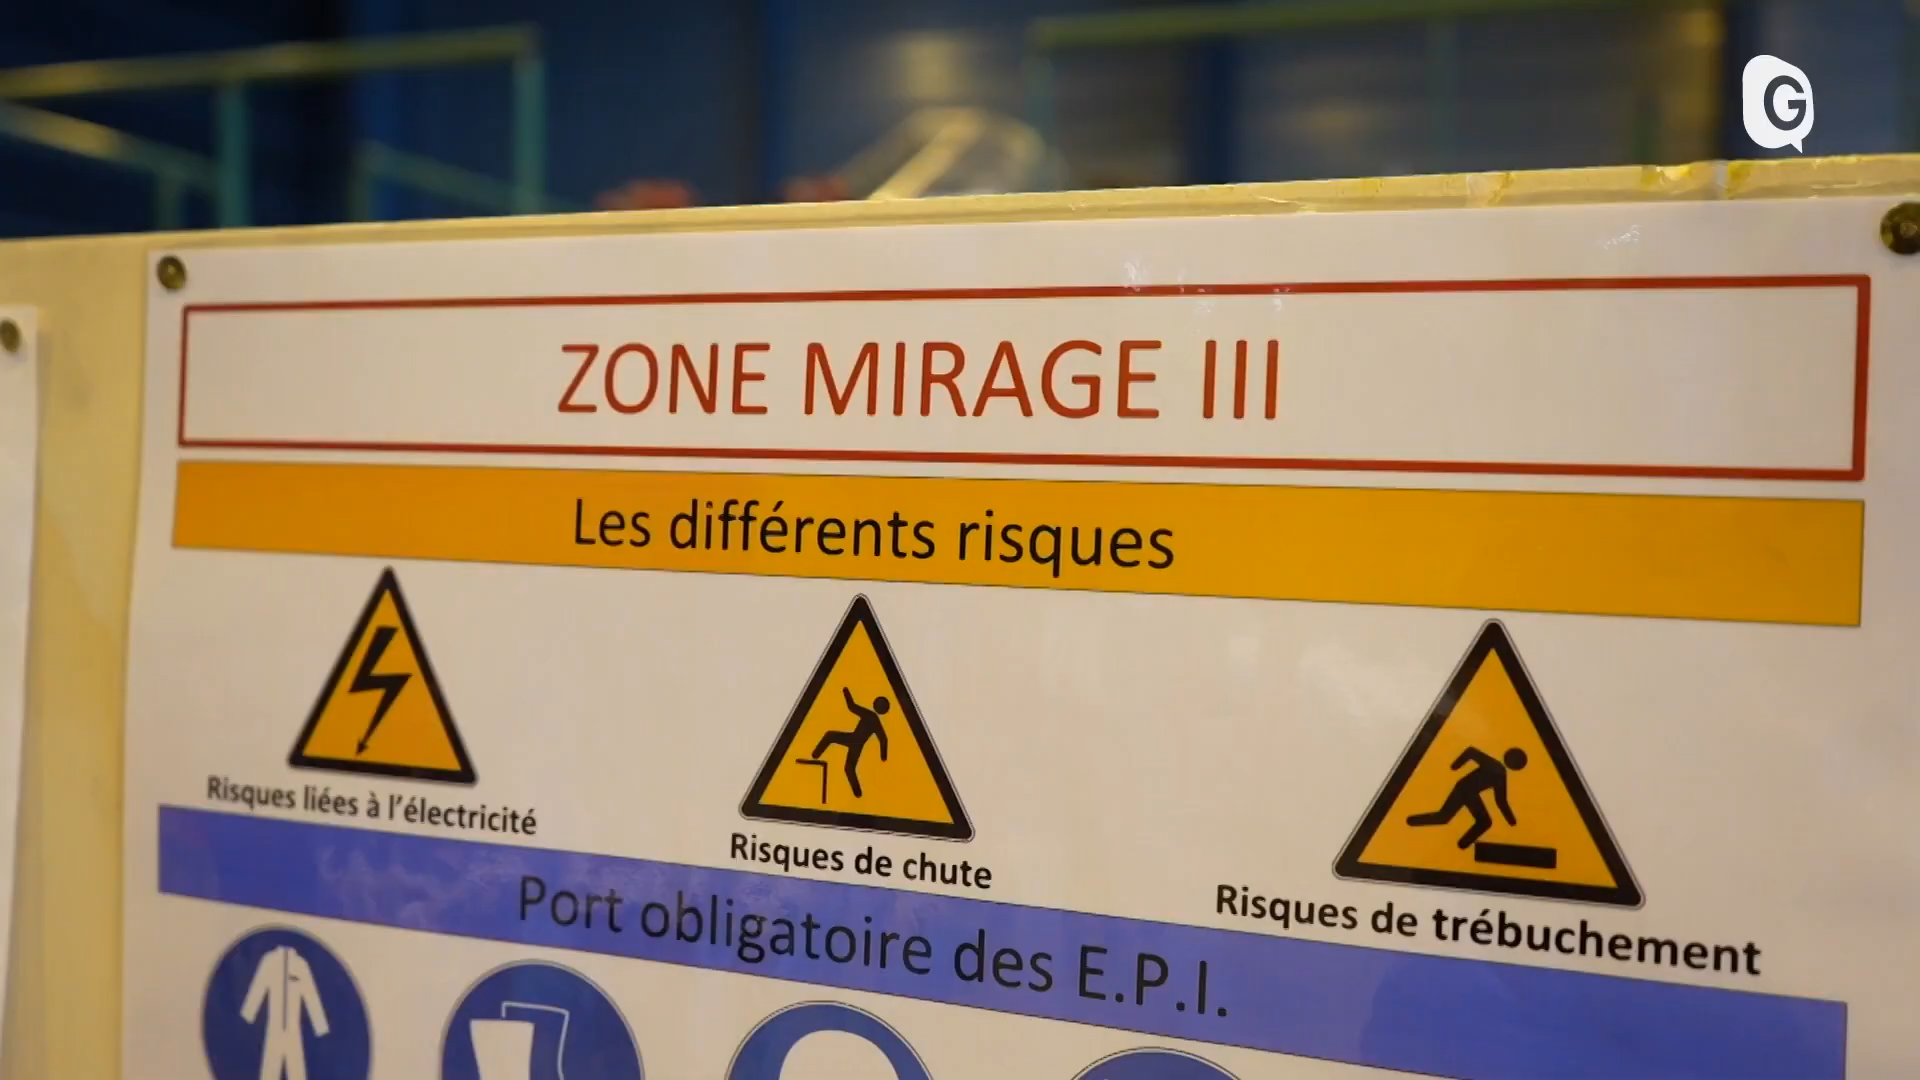 G
ZONE MIRAGE III
Les différents risques
Risques liées à l'électricité
Risques de chute
Risques de trébuchement
Port obligatoire des E.P.I.